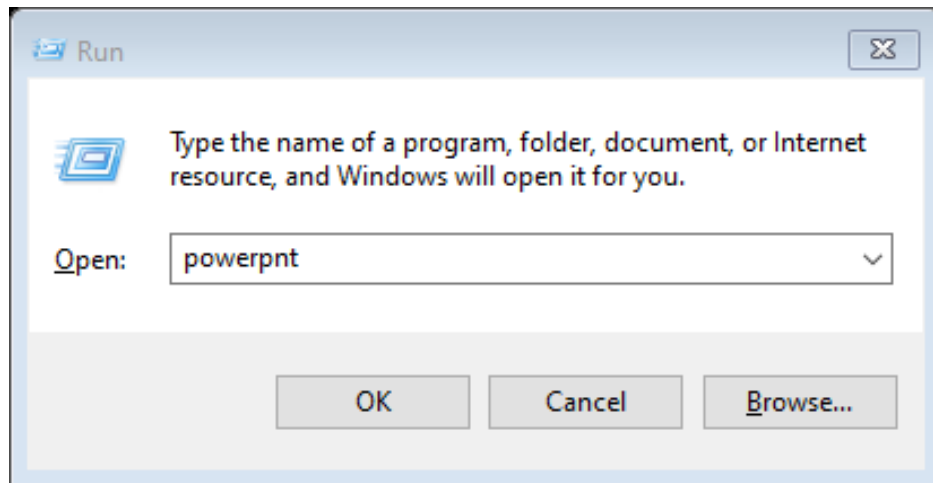 Run
Type the name of a program, folder, document, or Internet
resource, and Windows will open it for you.
Open: powerpnt
OK Cancel Browse...